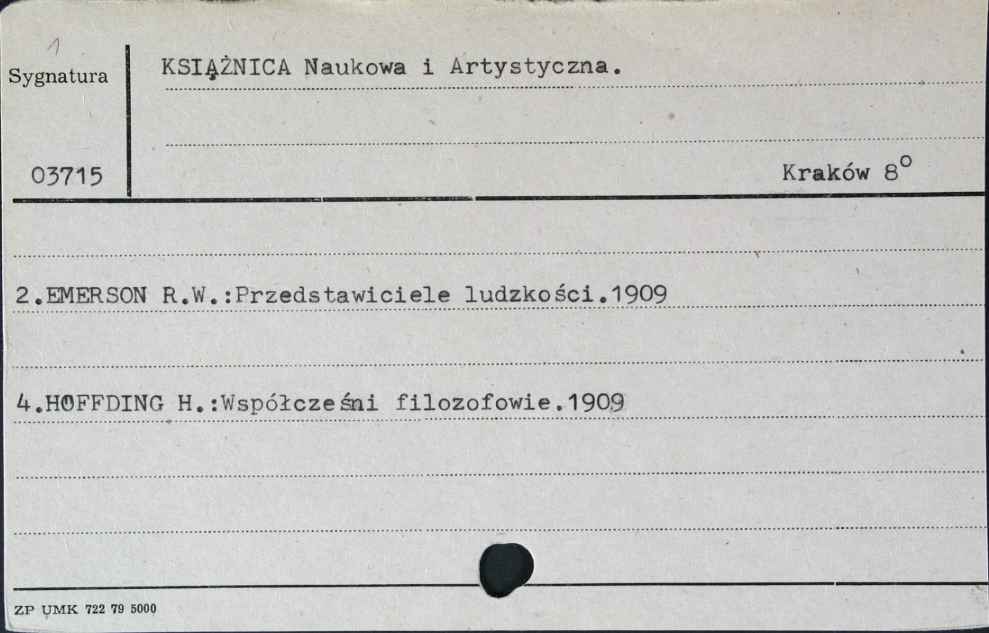 1
Sygnatura
KSIĄŻNICA Naukowa i Artystyczna.
03715
Kraków 8°
2.EMERSON R.W.:Przedstawiciele ludzkości.1909
4.HOFFDING H.:Współcześni filozofowie.1909
ZP UMK 722 79 5000